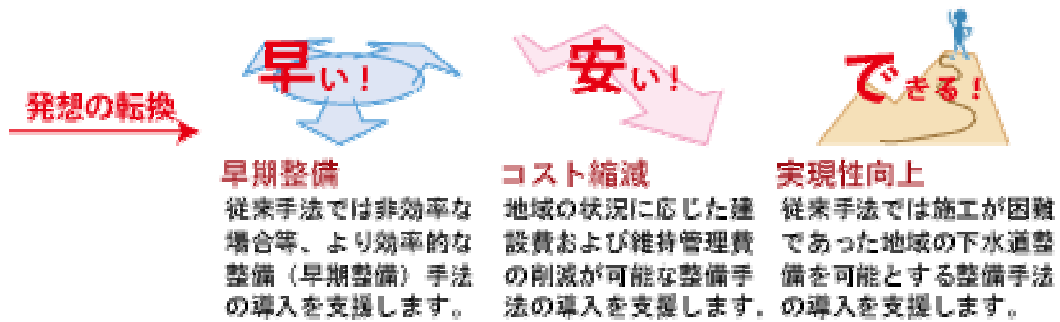 発想の転換
早い！
早期整備
従来手法では非効率な
場合等、より効率的な
整備（早期整備）手法
の導入を支援します。
安い！
コスト縮減
地域の状況に応じた建
設費および維持管理費
の削減が可能な整備手
法の導入を支援します。
できる！
実現性向上
従来手法では施工が困難
であった地域の下水道整
備を可能とする整備手法
の導入を支援します。